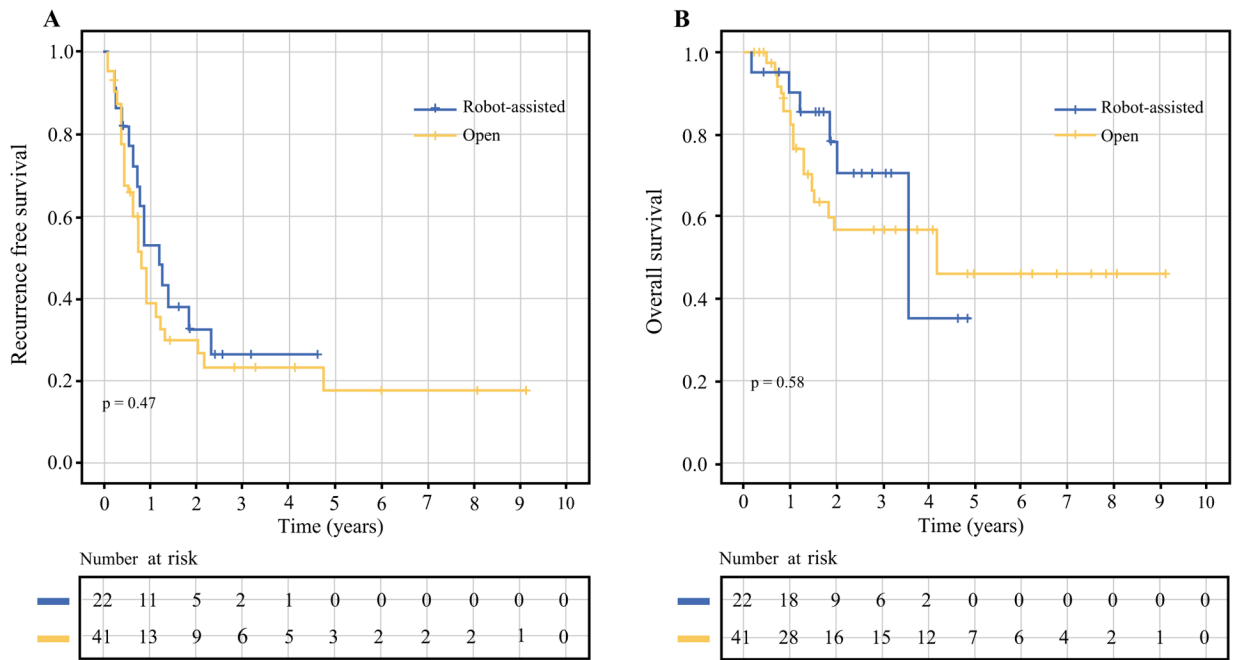 A
1.0
0.8
0.6
0.4
0.2
0.0
Recurrence free survival
Robot-assisted
Open
p = 0.47
0 1 2 3 4 5 6 7 8 9 10
Time (years)
Number at risk
22 11 5 2 1 0 0 0 0 0 0
41 13 9 6 5 3 2 2 2 1 0
B
1.0
0.8
0.6
0.4
0.2
0.0
Overall survival
Robot-assisted
Open
p = 0.58
0 1 2 3 4 5 6 7 8 9 10
Time (years)
Number at risk
22 18 9 6 2 0 0 0 0 0 0
41 28 16 15 12 7 6 4 2 1 0